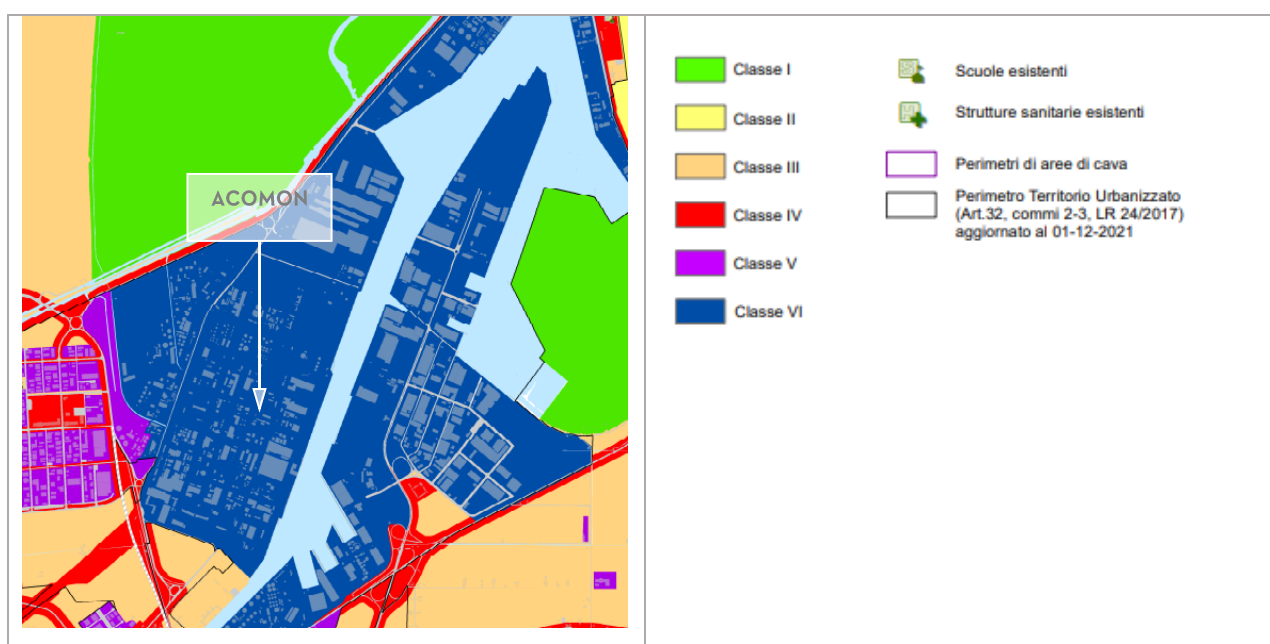 ACOMON
Classe I
Classe II
Classe III
Classe IV
Classe V
Classe VI
Scuole esistenti
Strutture sanitarie esistenti
Perimetri di aree di cava
Perimetro Territorio Urbanizzato
(Art.32, commi 2-3, LR 24/2017)
aggiornato al 01-12-2021